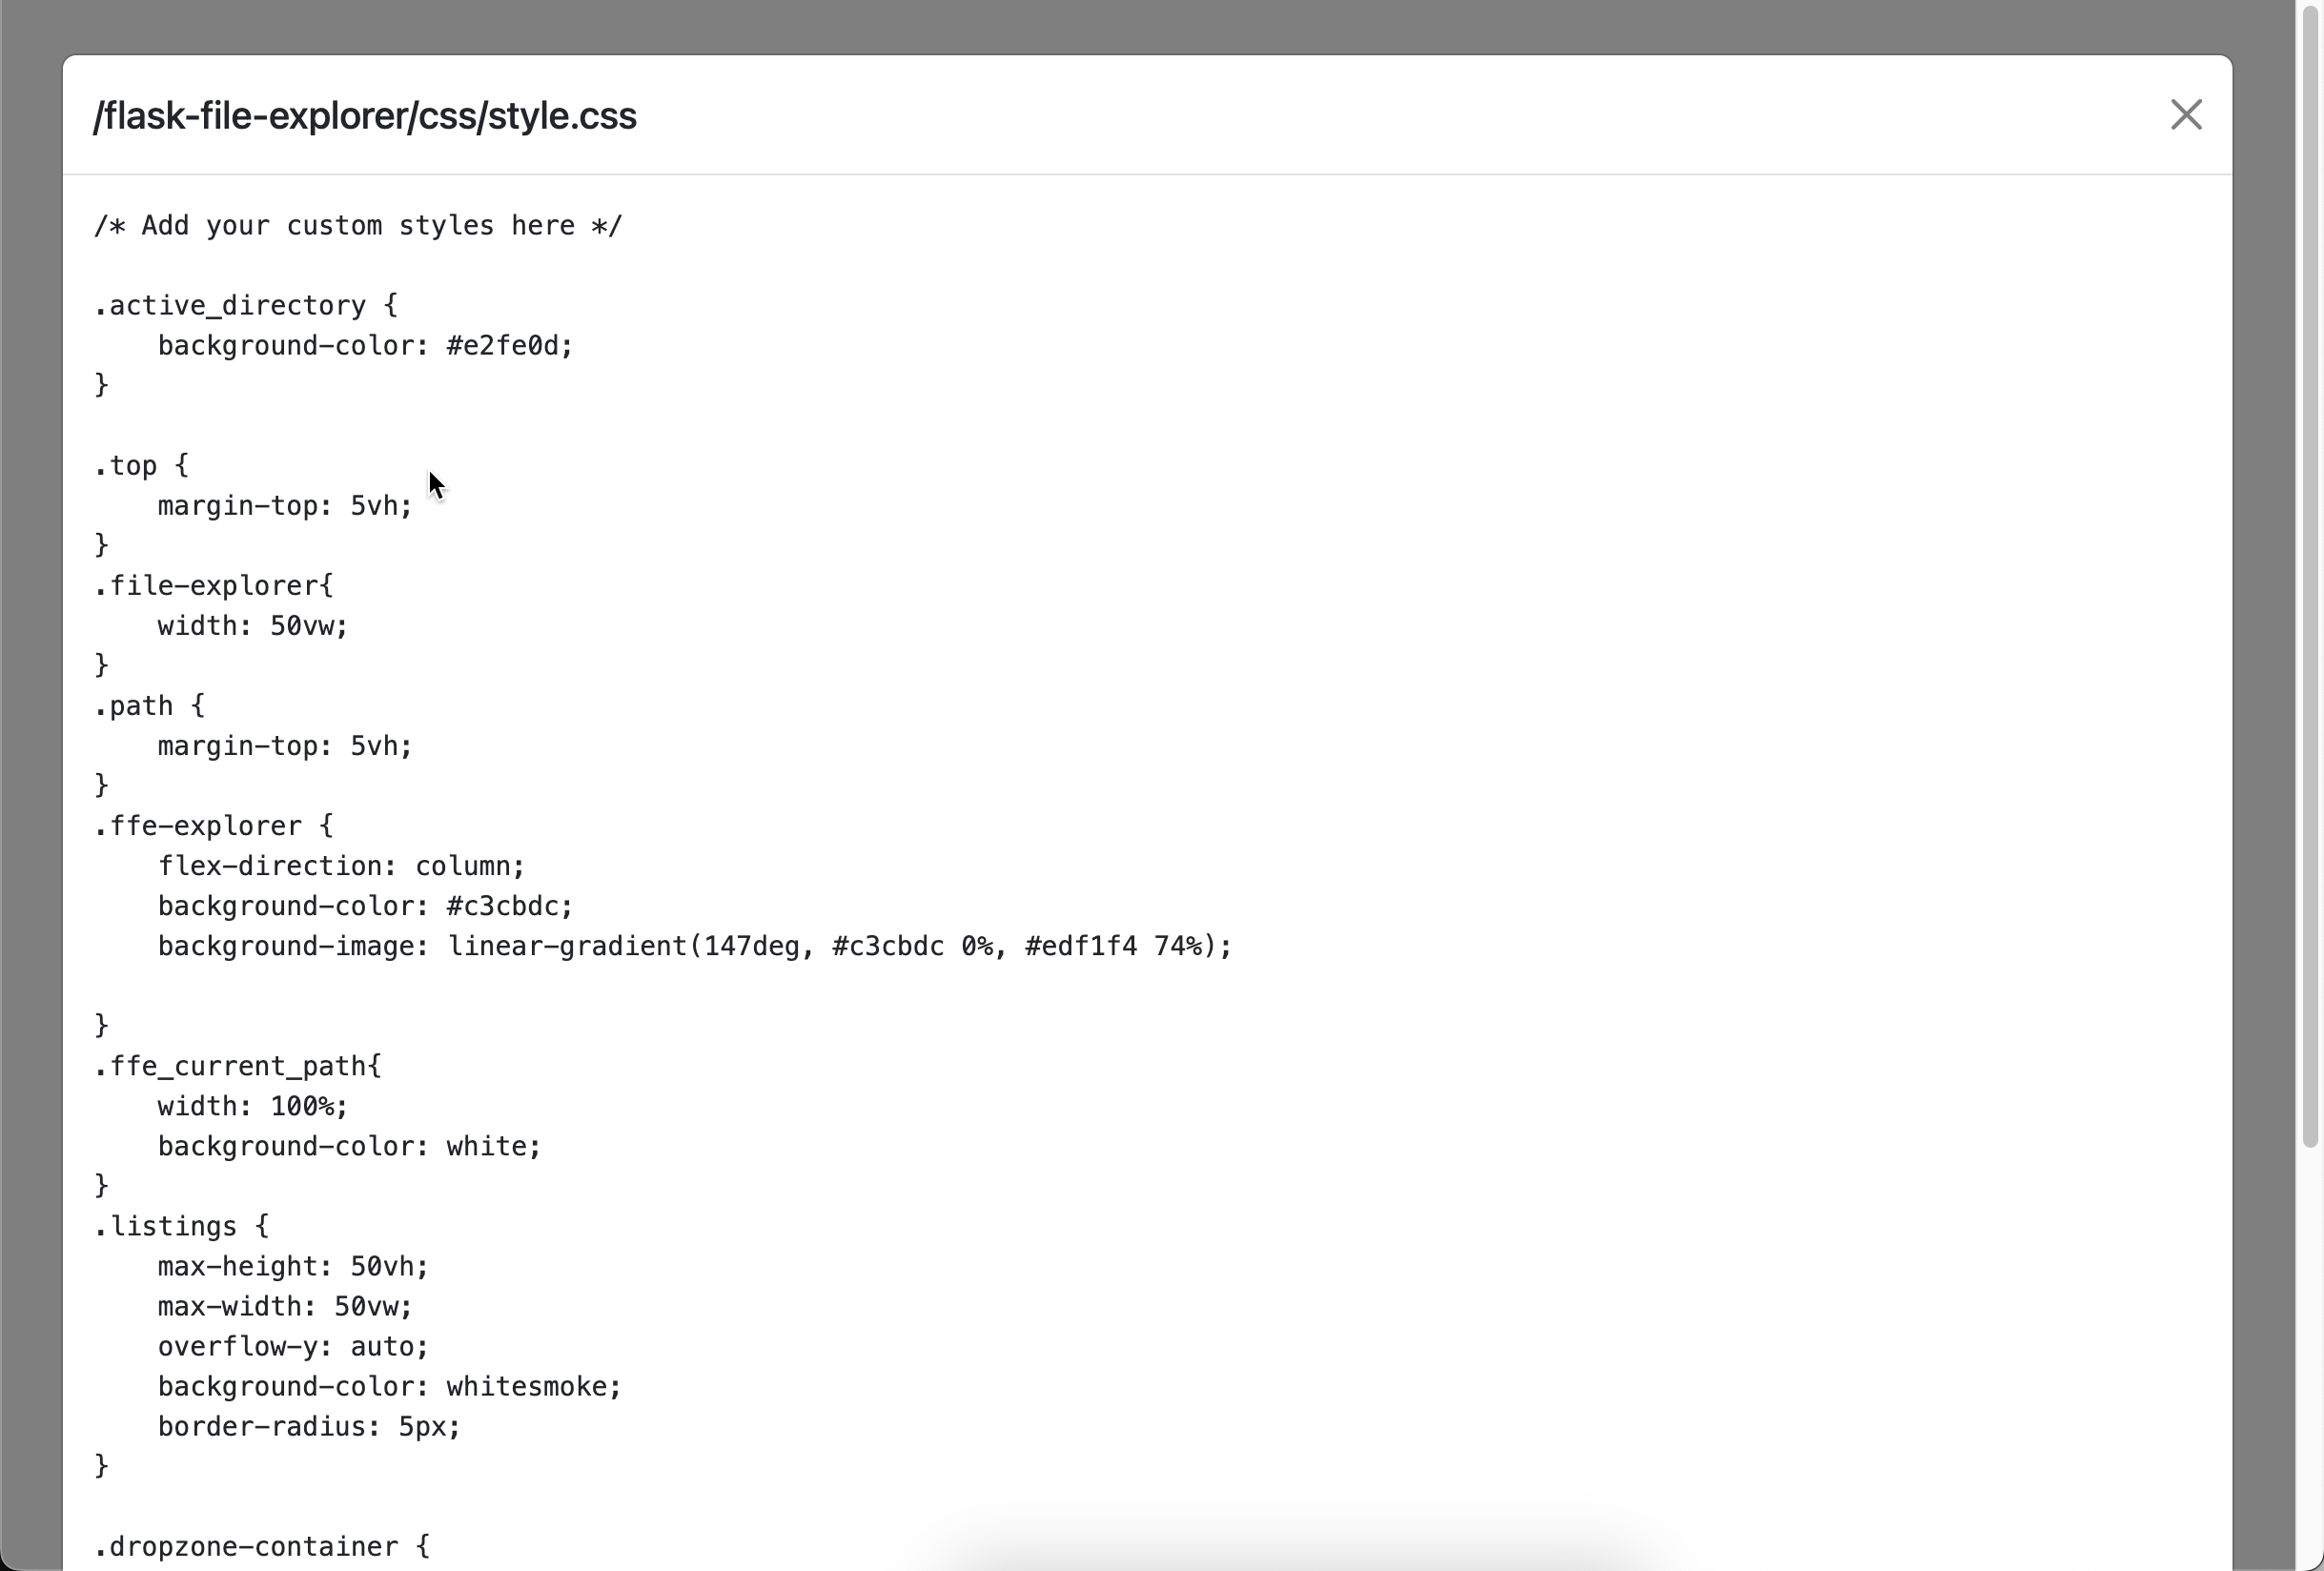 /flask-file-explorer/css/style.css
/* Add your custom styles here */
.active_directory {
    background-color: #e2fe0d;
}
.top {
    margin-top: 5vh;
}
.file-explorer{
    width: 50vw;
}
.path {
    margin-top: 5vh;
}
.ffe-explorer {
    flex-direction: column;
    background-color: #c3cbdc;
    background-image: linear-gradient(147deg, #c3cbdc 0%, #edf1f4 74%);
}
.ffe_current_path{
    width: 100%;
    background-color: white;
}
.listings {
    max-height: 50vh;
    max-width: 50vw;
    overflow-y: auto;
    background-color: whitesmoke;
    border-radius: 5px;
}
.dropzone-container {